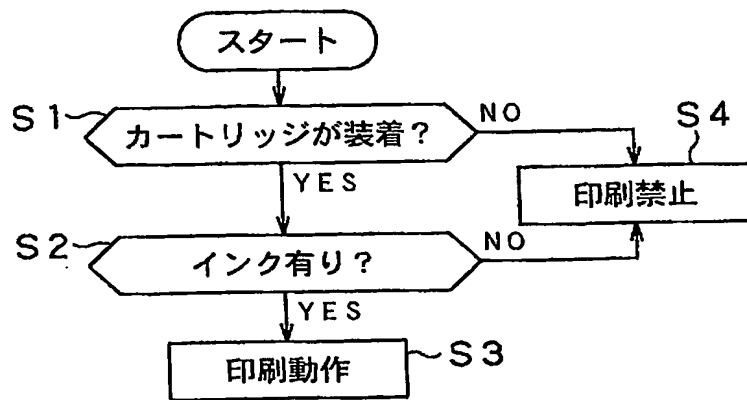 スタート
S1
カートリッジが装着?
NO
S4
印刷禁止
YES
S2
インク有り?
NO
YES
印刷動作
S3